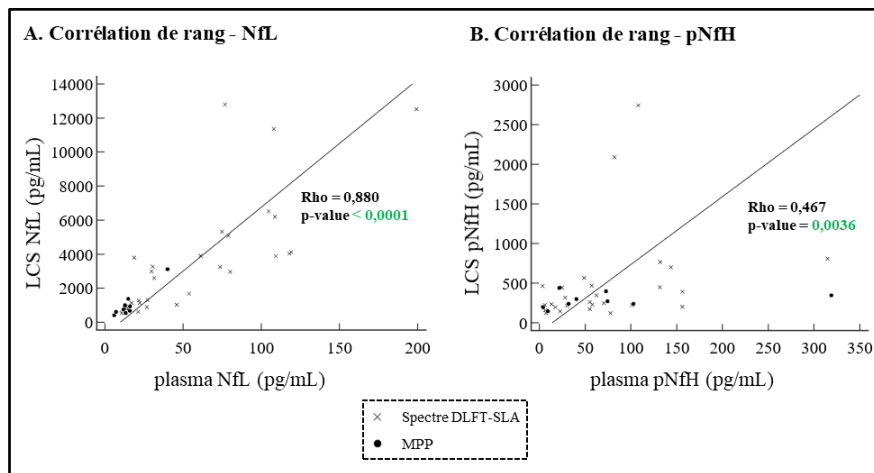 A. Corrélation de rang - NfL
14000
12000
10000
8000
6000
4000
2000
0
LCS NfL (pg/mL)
Rho = 0,880
p-value < 0,0001
0
50
100
150
200
plasma NfL (pg/mL)
B. Corrélation de rang - pNfH
3000
2500
2000
1500
1000
500
0
LCS pNfH (pg/mL)
Rho = 0,467
p-value = 0,0036
0
50
100
150
200
250
300
350
plasma pNfH (pg/mL)
Spectre DLFT-SLA
MPP